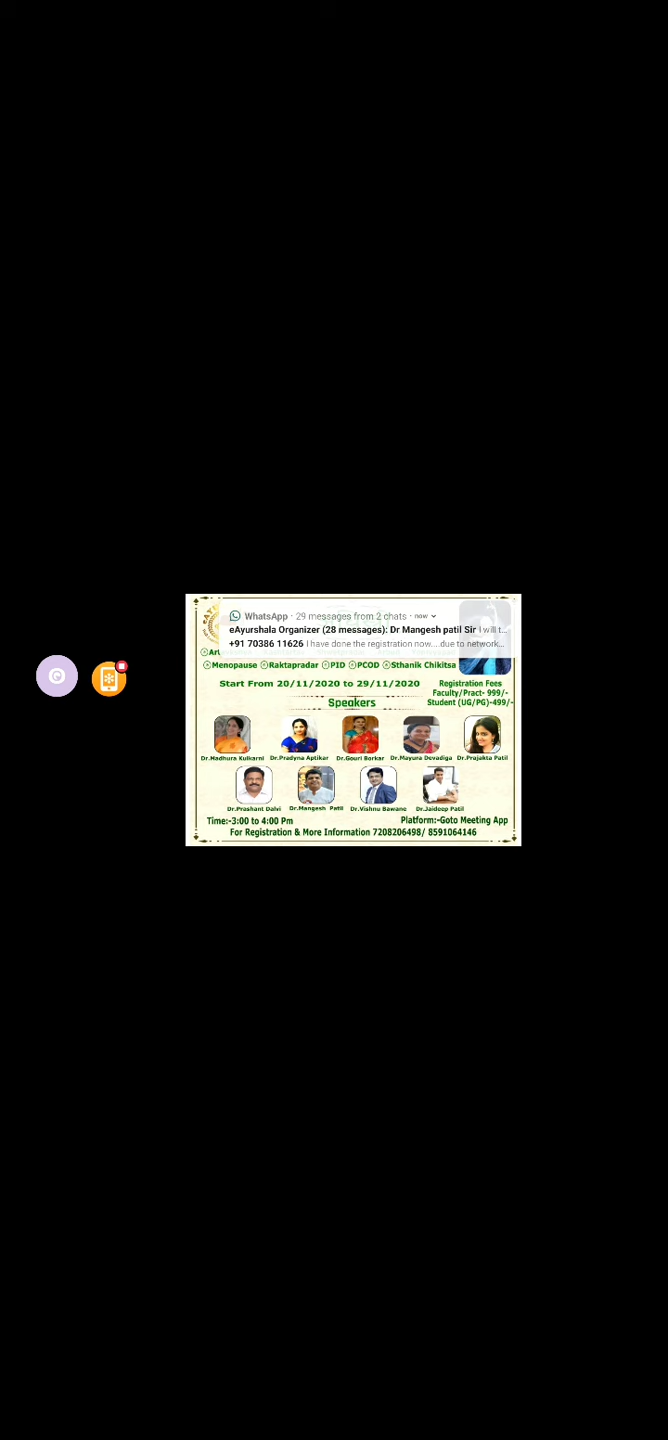 WhatsApp · 29 messages from 2 chats · now
eAyurshala Organizer (28 messages): Dr Mangesh patil Sir I will t...
+91 70386 11626 I have done the registration now....due to network...
Menopause Raktapradar PID PCOD Sthanik Chikitsa
Start From 20/11/2020 to 29/11/2020
Registration Fees
Faculty/Pract- 999/-
Student (UG/PG)-499/-
Speakers
Dr.Madhura Kulkarni Dr.Pradyna Aptikar Dr.Gouri Borkar Dr.Mayura Devadiga Dr.Prajakta Patil
Dr.Prashant Dalvi Dr.Mangesh Patil Dr.Vishnu Bawane Dr.Jaideep Patil
Time:-3:00 to 4:00 Pm Platform:-Goto Meeting App
For Registration & More Information 7208206498/ 8591064146